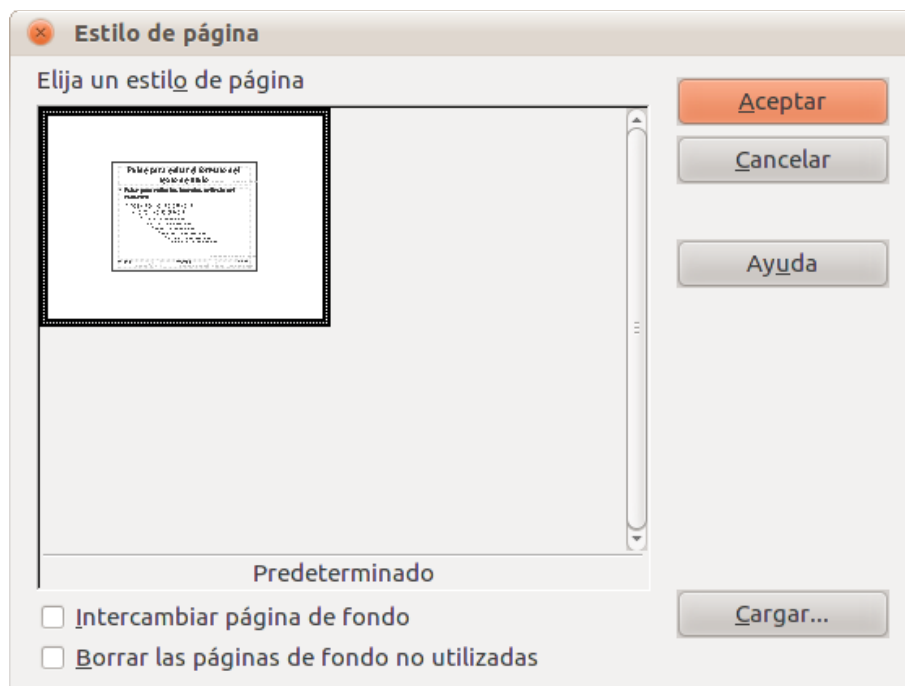 Estilo de página
Elija un estilo de página
Aceptar
Cancelar
Ayuda
Predeterminado
Intercambiar página de fondo
Cargar...
Borrar las páginas de fondo no utilizadas